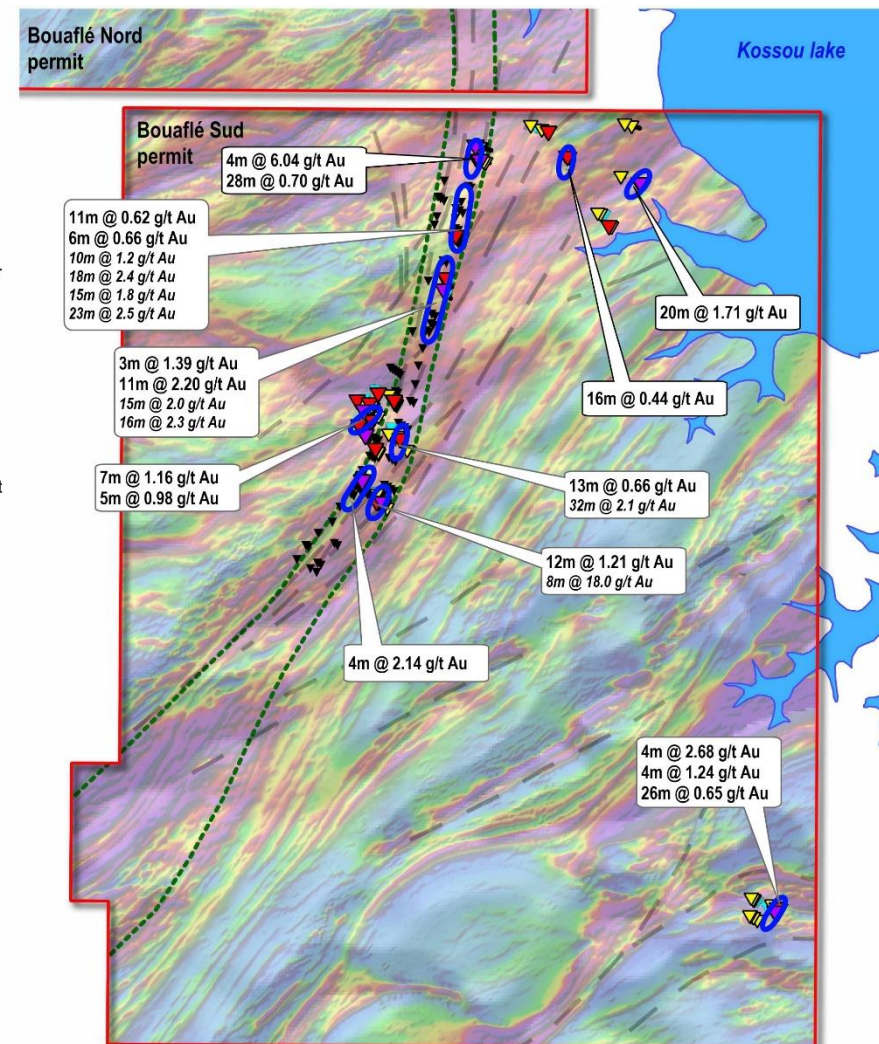 Bouaflé Nord
permit
Kossou lake
Bouaflé Sud
permit
4m @ 6.04 g/t Au
28m @ 0.70 g/t Au
11m @ 0.62 g/t Au
6m @ 0.66 g/t Au
10m @ 1.2 g/t Au
18m @ 2.4 g/t Au
15m @ 1.8 g/t Au
23m @ 2.5 g/t Au
20m @ 1.71 g/t Au
3m @ 1.39 g/t Au
11m @ 2.20 g/t Au
15m @ 2.0 g/t Au
16m @ 2.3 g/t Au
16m @ 0.44 g/t Au
7m @ 1.16 g/t Au
5m @ 0.98 g/t Au
13m @ 0.66 g/t Au
32m @ 2.1 g/t Au
12m @ 1.21 g/t Au
8m @ 18.0 g/t Au
4m @ 2.14 g/t Au
4m @ 2.68 g/t Au
4m @ 1.24 g/t Au
26m @ 0.65 g/t Au